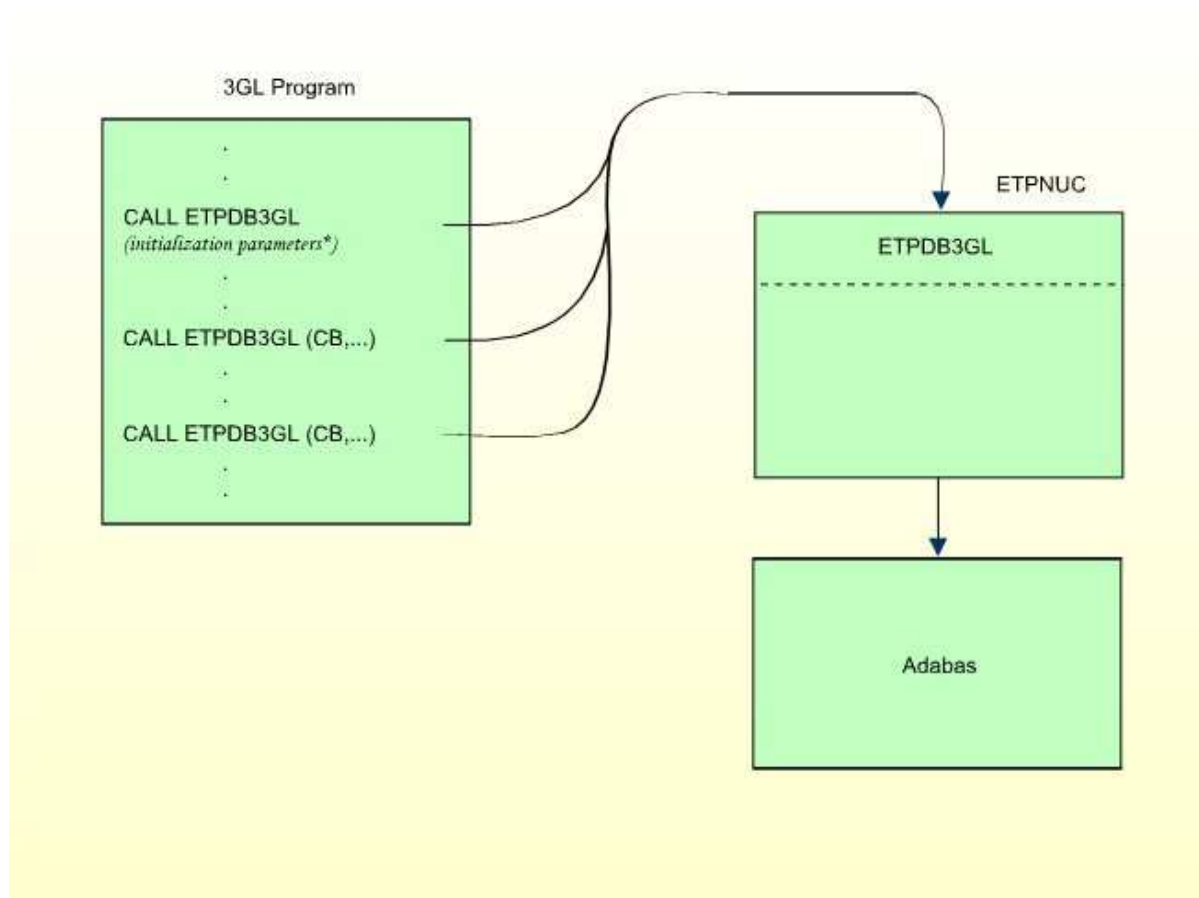 3GL Program
CALL ETPDB3GL
(initialization parameters*)
CALL ETPDB3GL (CB,...)
CALL ETPDB3GL (CB,...)
ETPNUC
ETPDB3GL
Adabas